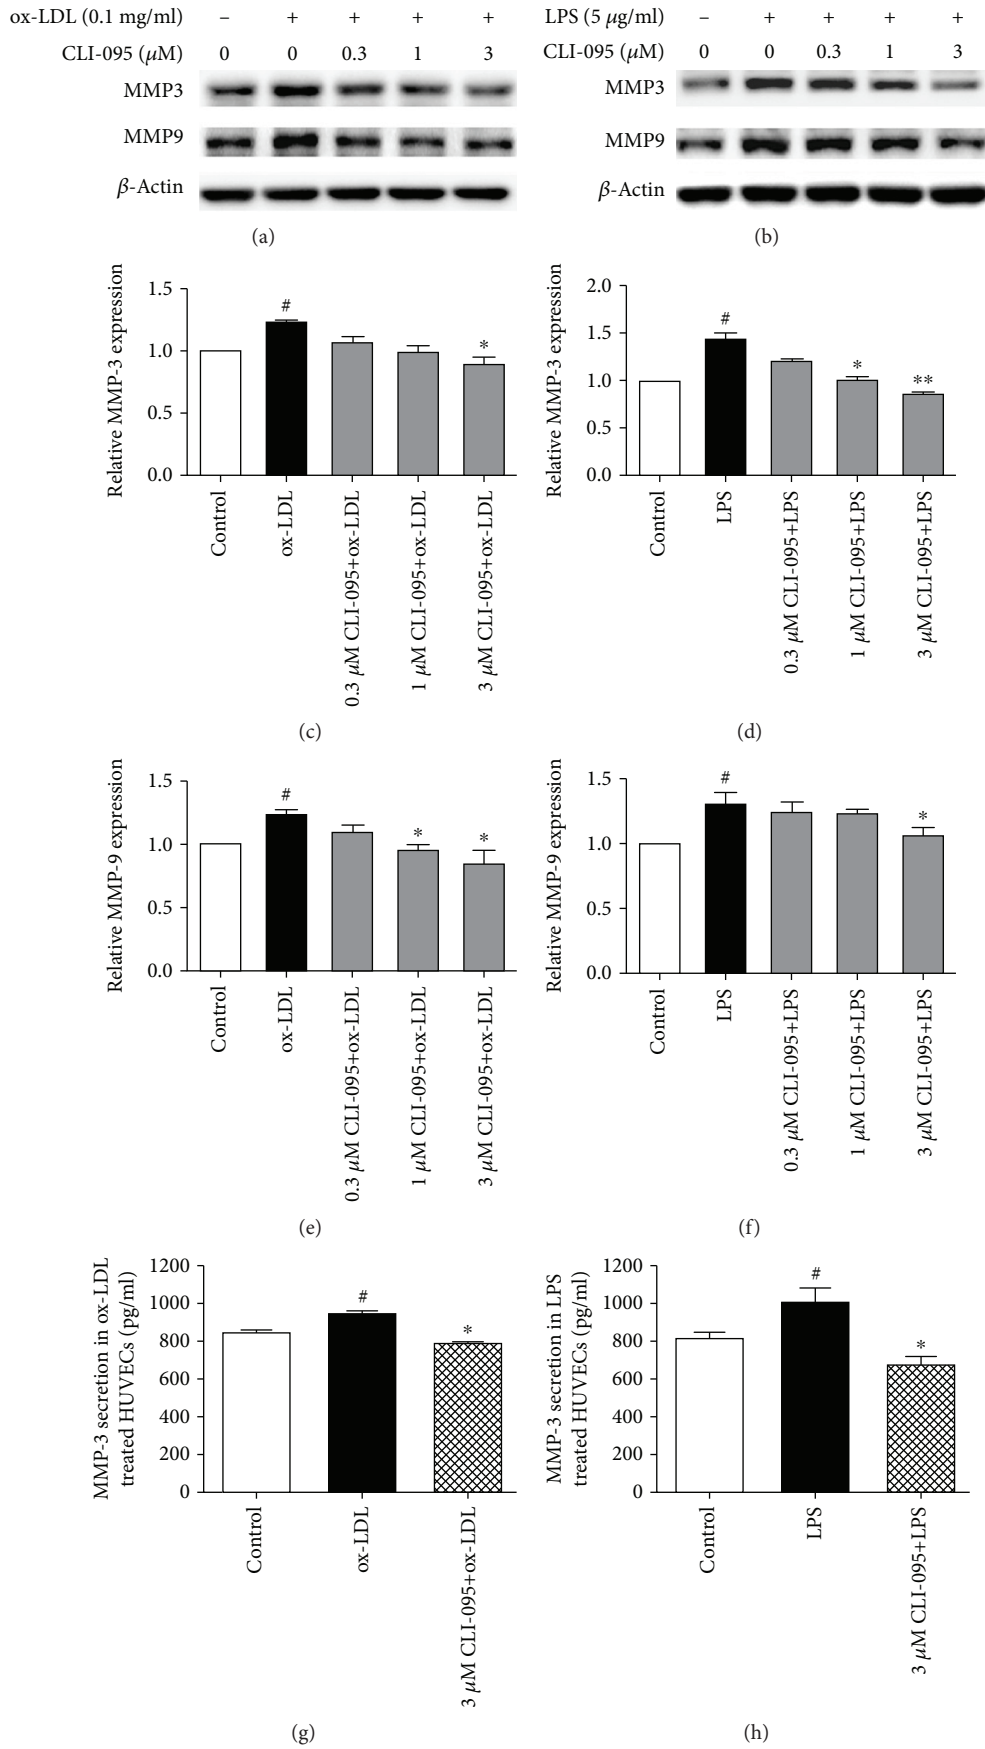 ox-LDL (0.1 mg/ml) – + + + +
CLI-095 (μM) 0 0 0.3 1 3
MMP3
MMP9
β-Actin
(a)
LPS (5 μg/ml) – + + + +
CLI-095 (μM) 0 0 0.3 1 3
MMP3
MMP9
β-Actin
(b)
Relative MMP-3 expression
1.5
1.0
0.5
0.0
#
*
Control
ox-LDL
0.3 μM CLI-095+ox-LDL
1 μM CLI-095+ox-LDL
3 μM CLI-095+ox-LDL
(c)
Relative MMP-3 expression
2.0
1.5
1.0
0.5
0.0
#
*
**
Control
LPS
0.3 μM CLI-095+LPS
1 μM CLI-095+LPS
3 μM CLI-095+LPS
(d)
Relative MMP-9 expression
1.5
1.0
0.5
0.0
#
*
*
Control
ox-LDL
0.3 μM CLI-095+ox-LDL
1 μM CLI-095+ox-LDL
3 μM CLI-095+ox-LDL
(e)
Relative MMP-9 expression
1.5
1.0
0.5
0.0
#
*
Control
LPS
0.3 μM CLI-095+LPS
1 μM CLI-095+LPS
3 μM CLI-095+LPS
(f)
MMP-3 secretion in ox-LDL
treated HUVECs (pg/ml)
1200
1000
800
600
400
200
0
#
*
Control
ox-LDL
3 μM CLI-095+ox-LDL
(g)
MMP-3 secretion in LPS
treated HUVECs (pg/ml)
1200
1000
800
600
400
200
0
#
*
Control
LPS
3 μM CLI-095+LPS
(h)